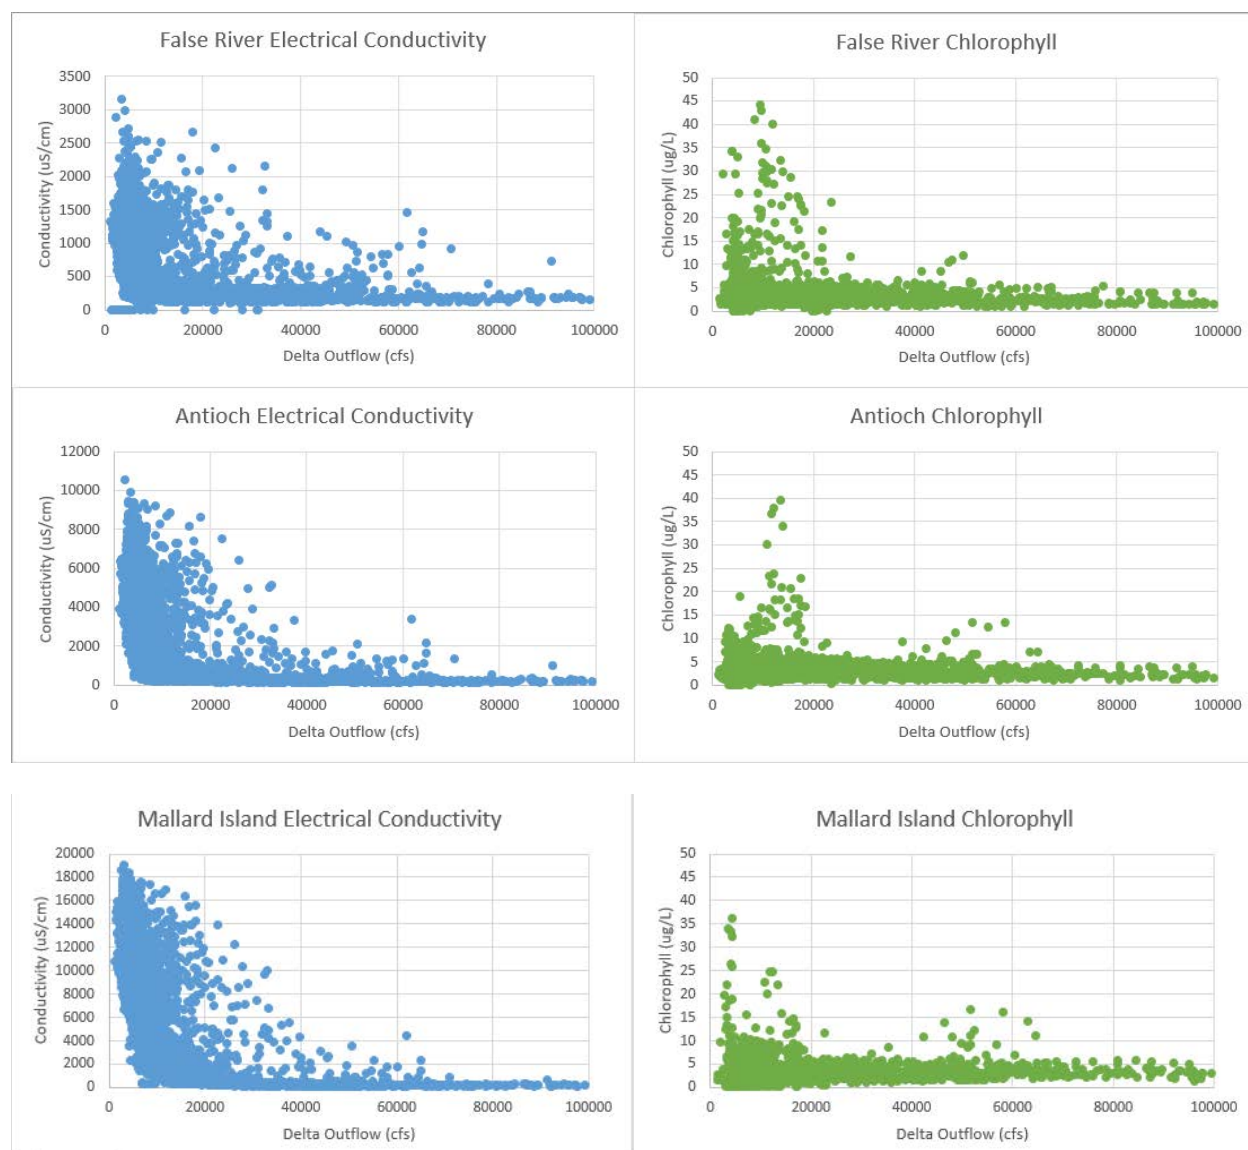 False River Electrical Conductivity
3500
3000
2500
2000
1500
1000
500
0
Conductivity (uS/cm)
0 20000 40000 60000 80000 100000
Delta Outflow (cfs)
False River Chlorophyll
50
45
40
35
30
25
20
15
10
5
0
Chlorophyll (ug/L)
0 20000 40000 60000 80000 100000
Delta Outflow (cfs)
Antioch Electrical Conductivity
12000
10000
8000
6000
4000
2000
0
Conductivity (uS/cm)
0 20000 40000 60000 80000 100000
Delta Outflow (cfs)
Antioch Chlorophyll
50
45
40
35
30
25
20
15
10
5
0
Chlorophyll (ug/L)
0 20000 40000 60000 80000 100000
Delta Outflow (cfs)
Mallard Island Electrical Conductivity
20000
18000
16000
14000
12000
10000
8000
6000
4000
2000
0
Conductivity (uS/cm)
0 20000 40000 60000 80000 100000
Delta Outflow (cfs)
Mallard Island Chlorophyll
50
45
40
35
30
25
20
15
10
5
0
Chlorophyll (ug/L)
0 20000 40000 60000 80000 100000
Delta Outflow (cfs)